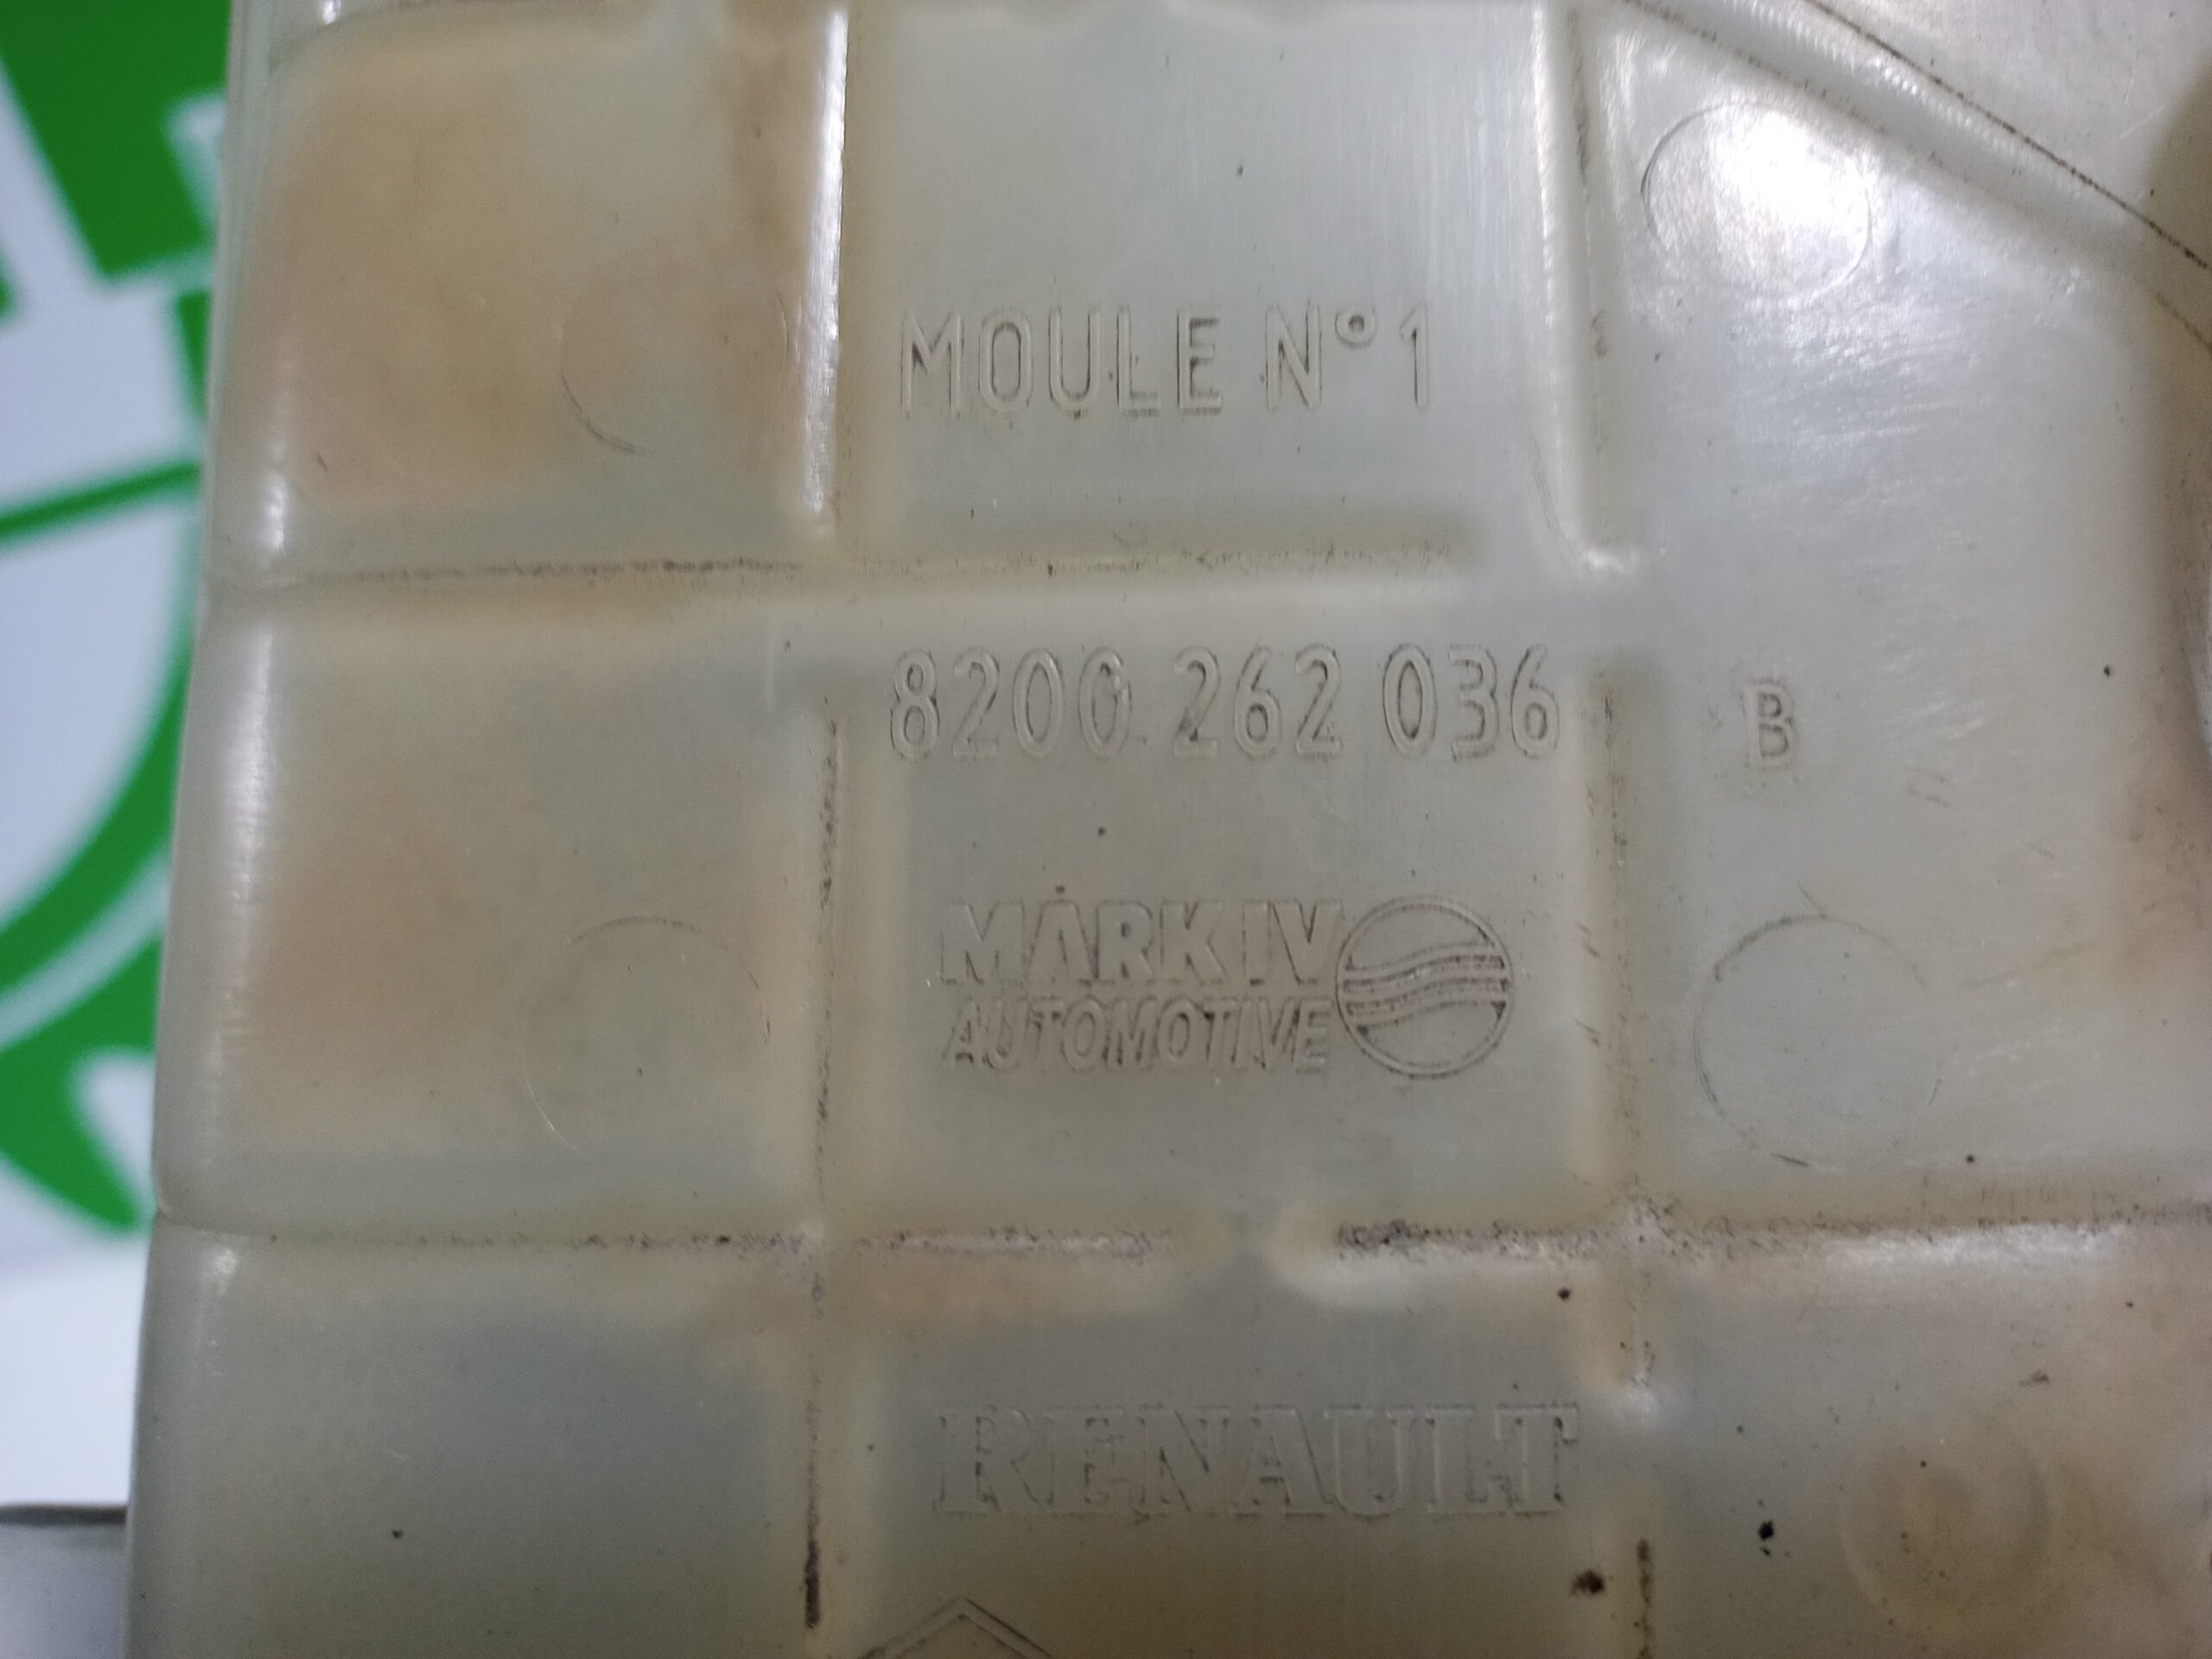 MOULE N°1
8200 262 036 B
MARK IV
AUTOMOTIVE
RENAULT